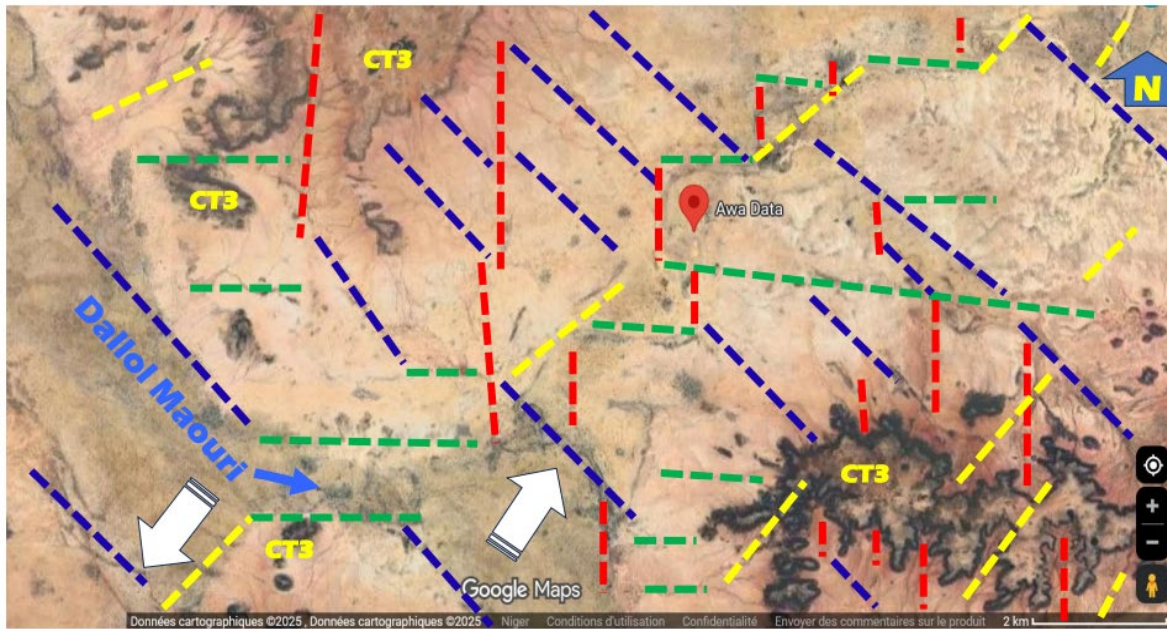 CT3
N
CT3
Awa Data
Dallol Maouri
CT3
CT3
Google Maps
Données cartographiques ©2025 , Données cartographiques ©2025 Niger Conditions d'utilisation Confidentialité Envoyer des commentaires sur le produit 2 km